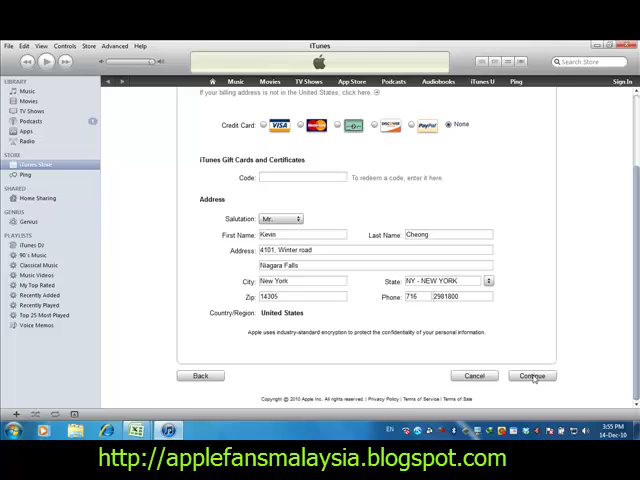 iTunes
File Edit View Controls Store Advanced Help
Search Store
Music Movies TV Shows App Store Podcasts Audiobooks iTunes U Ping Sign In
LIBRARY
Music
Movies
TV Shows
Podcasts
Apps
Radio
STORE
iTunes Store
Ping
SHARED
Home Sharing
GENIUS
Genius
PLAYLISTS
iTunes DJ
90's Music
Classical Music
Music Videos
My Top Rated
Recently Added
Recently Played
Top 25 Most Played
Voice Memos
If your billing address is not in the United States, click here.
Credit Card: VISA MasterCard DISCOVER PayPal None
iTunes Gift Cards and Certificates
Code: To redeem a code, enter it here.
Address
Salutation: Mr.
First Name: Kevin Last Name: Cheong
Address: 4101, Winter road
Niagara Falls
City: New York State: NY - NEW YORK
Zip: 14305 Phone: 716 2981800
Country/Region: United States
Apple uses industry-standard encryption to protect the confidentiality of your personal information.
Back Cancel Continue
Copyright © 2010 Apple Inc. All rights reserved. | Privacy Policy | Terms of Service | Terms of Sale
EN 3:55 PM
14-Dec-10
http://applefansmalaysia.blogspot.com